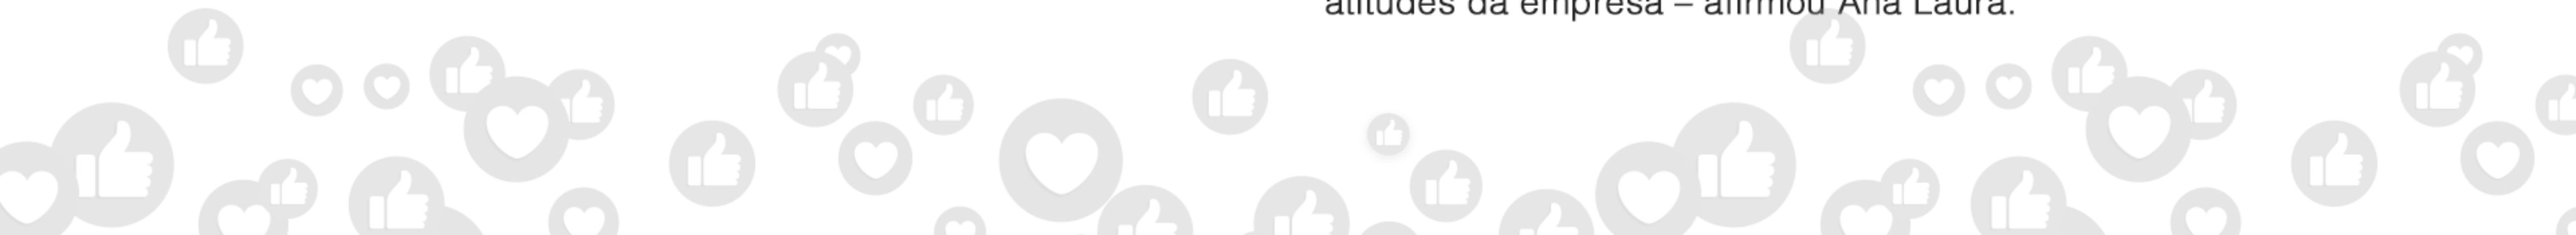 atitudes da empresa – afirmou Ana Laura.